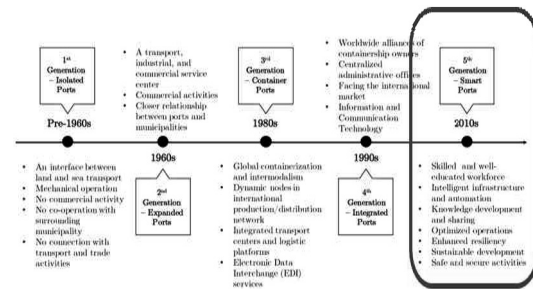 1st
Generation
– Isolated
Ports
Pre-1960s
• An interface between
land and sea transport
• Mechanical operation
• No commercial activity
• No co-operation with
surrounding
municipality
• No connection with
transport and trade
activities
• A transport,
industrial, and
commercial service
center
• Commercial activities
• Closer relationship
between ports and
municipalities
1960s
2nd
Generation
– Expanded
Ports
3rd
Generation
– Container
Ports
1980s
• Global containerization
and intermodalism
• Dynamic nodes in
international
production/distribution
network
• Integrated transport
centers and logistic
platforms
• Electronic Data
Interchange (EDI)
services
• Worldwide alliances of
containership owners
• Centralized
administrative offices
• Facing the international
market
• Information and
Communication
Technology
1990s
4th
Generation
– Integrated
Ports
5th
Generation
– Smart
Ports
2010s
• Skilled and well-
educated workforce
• Intelligent infrastructure
and automation
• Knowledge development
and sharing
• Optimized operations
• Enhanced resiliency
• Sustainable development
• Safe and secure activities